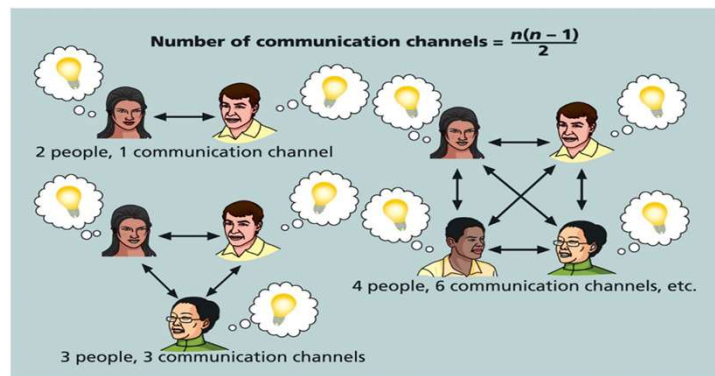 Number of communication channels = n(n – 1)/2
2 people, 1 communication channel
4 people, 6 communication channels, etc.
3 people, 3 communication channels